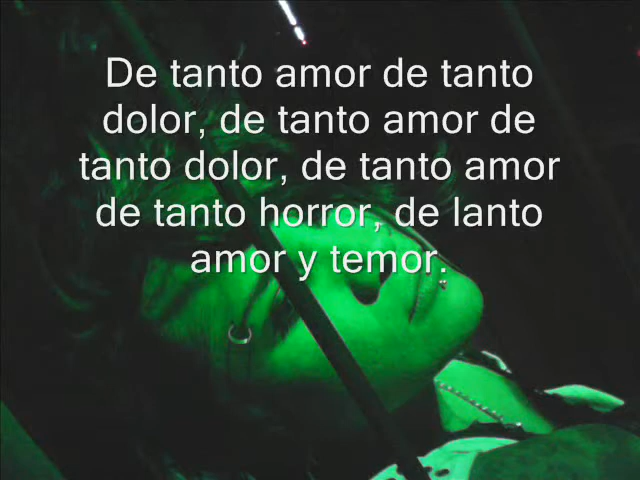 De tanto amor de tanto
dolor, de tanto amor de
tanto dolor, de tanto amor
de tanto horror, de lanto
amor y temor.